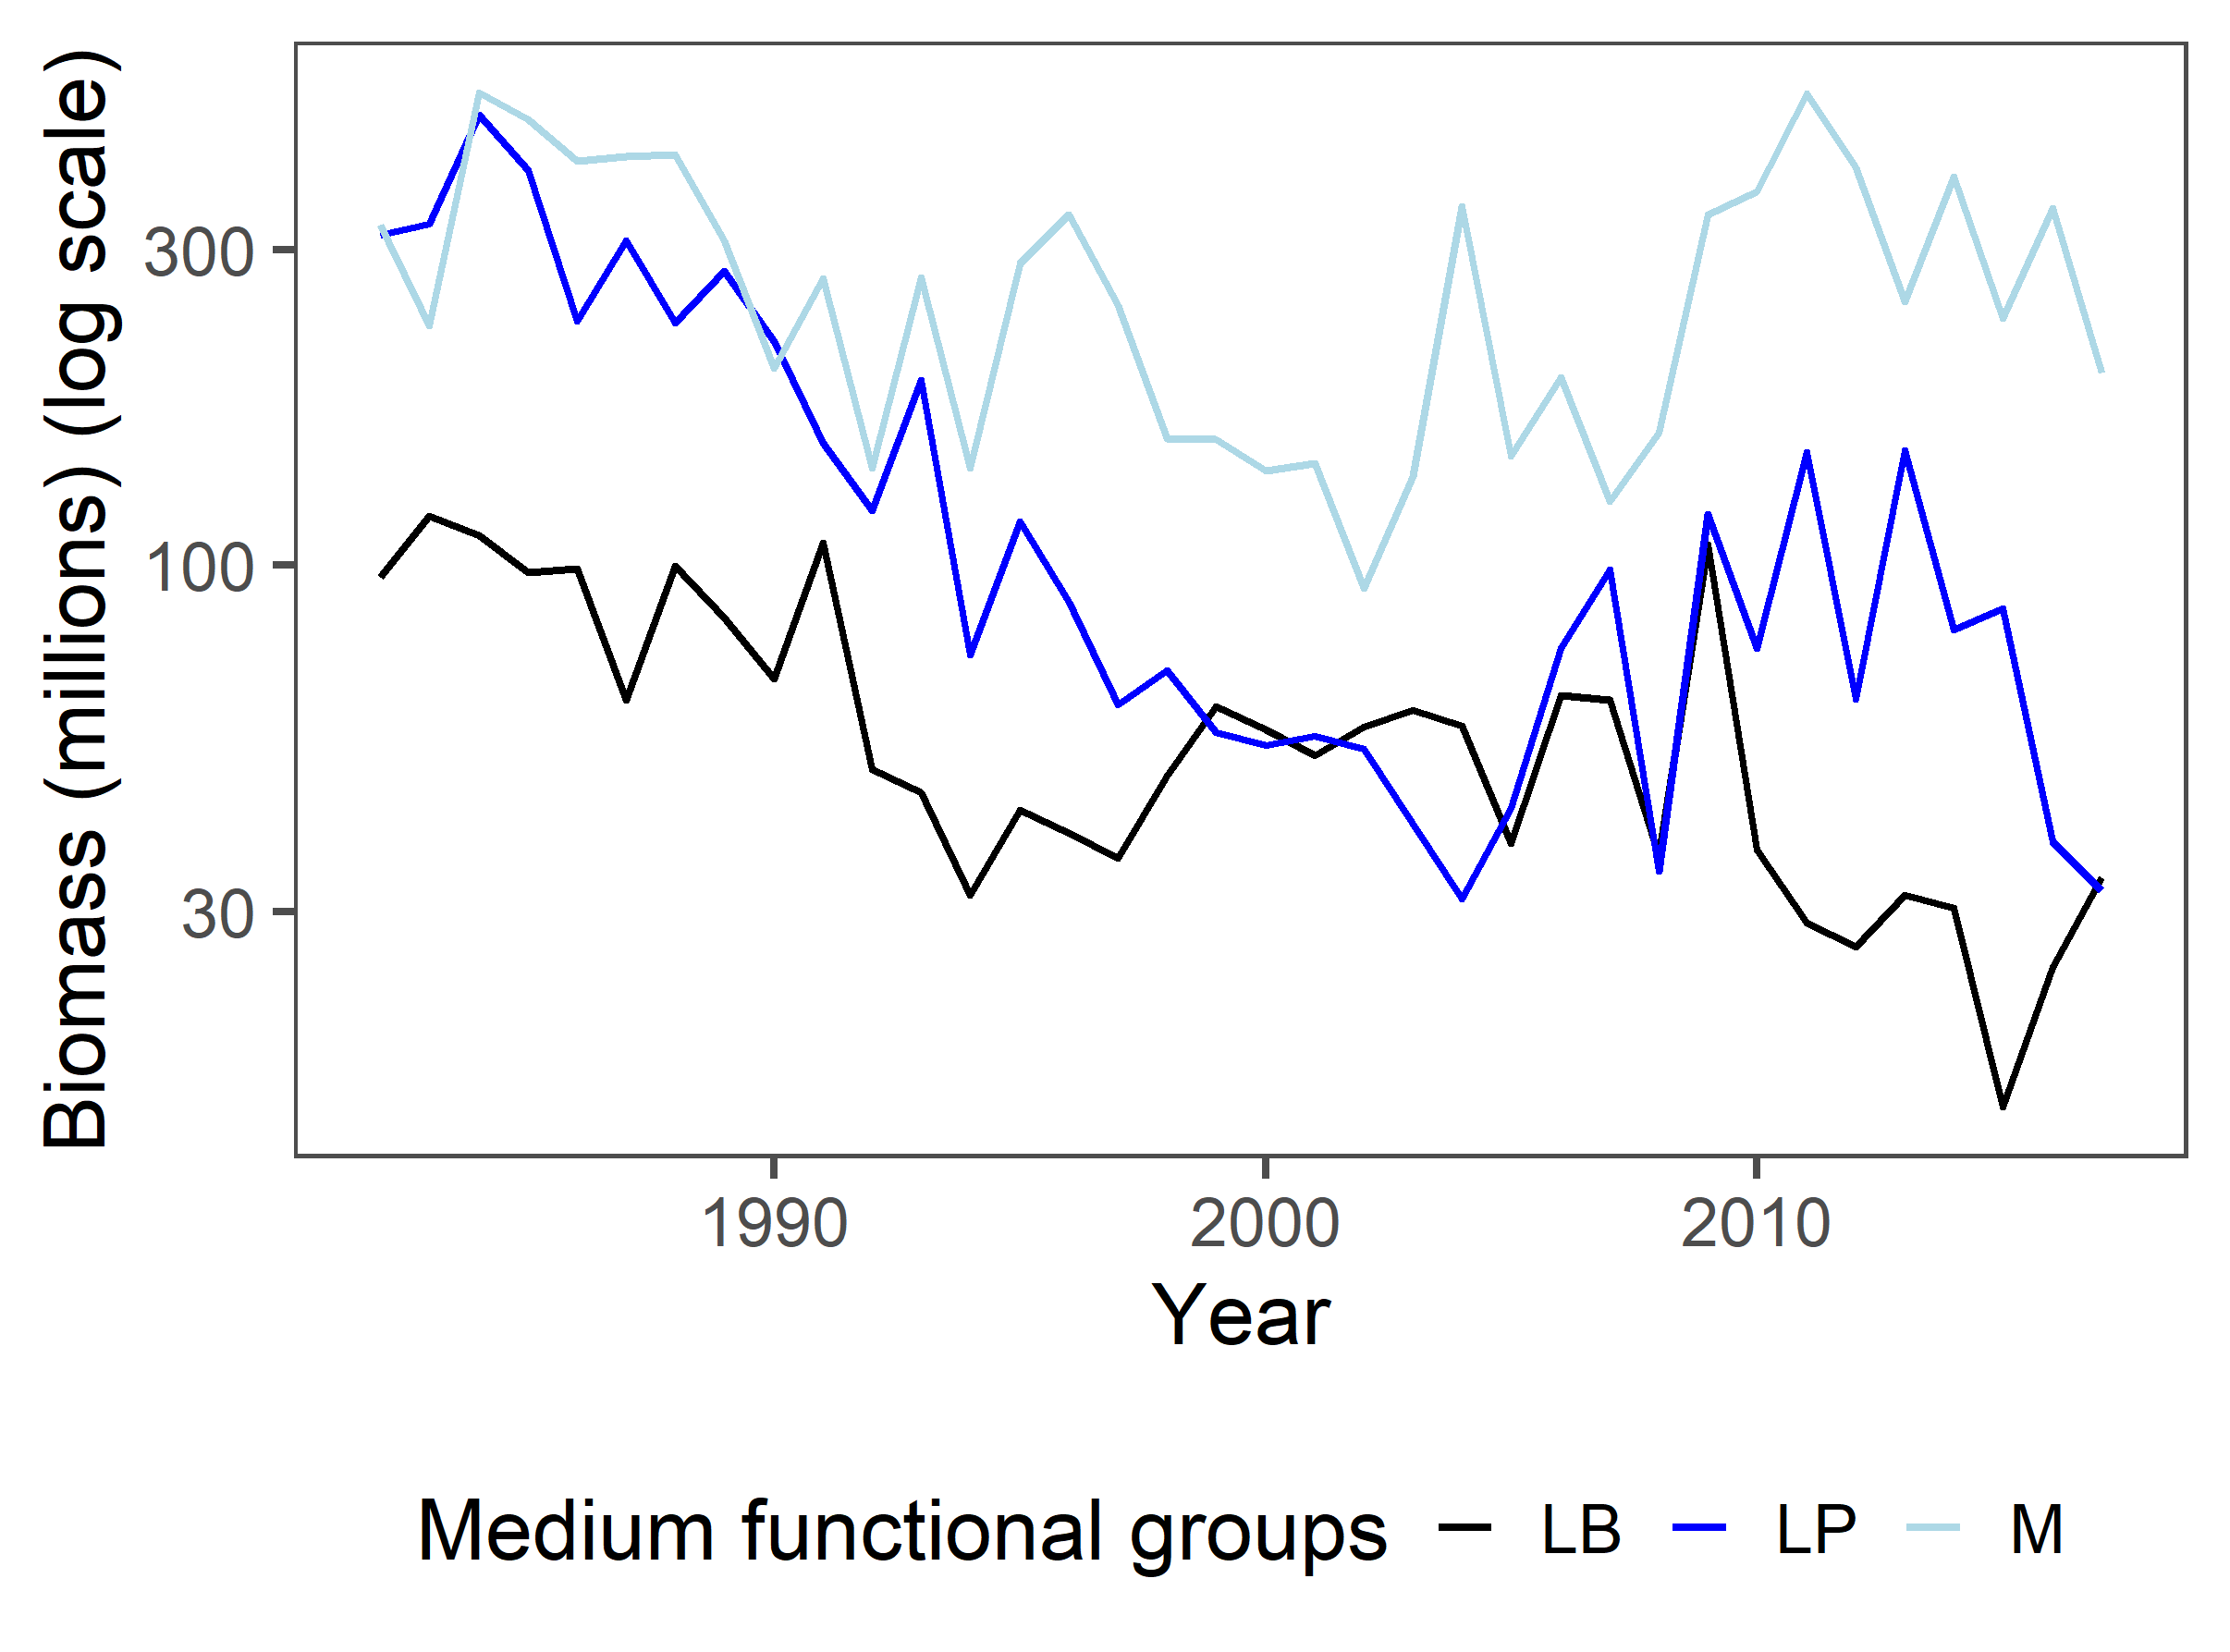 Biomass (millions) (log scale)
300
100
30
1990 2000 2010
Year
Medium functional groups LB LP M